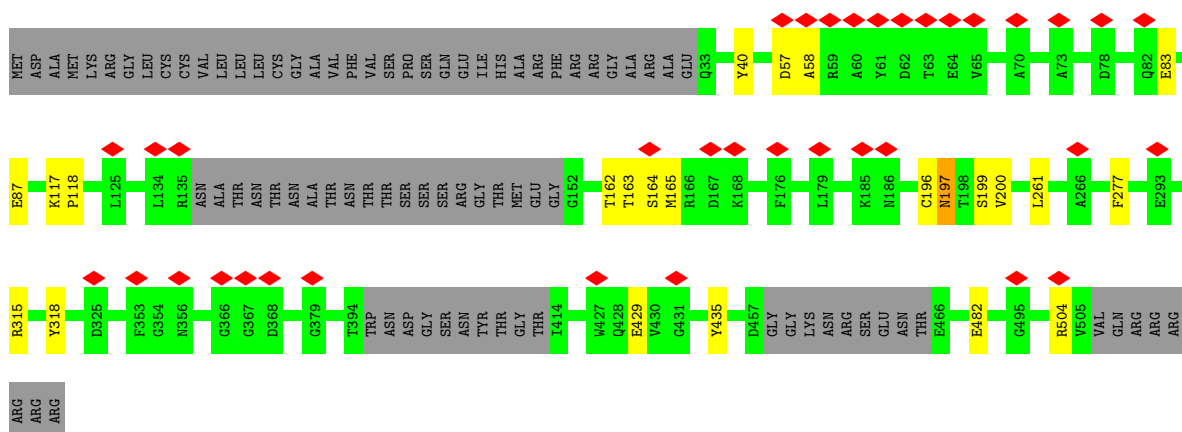 MET ASP ALA MET LYS ARG GLY LEU CYS CYS VAL LEU LEU LEU CYS GLY ALA VAL PHE VAL SER PRO SER GLN GLU ILE HIS ALA ARG PHE ARG ARG GLY ALA ARG ALA GLU Q33 Y40 D57 A58 R59 A60 Y61 D62 T63 E64 V65 A70 A73 D78 Q82 E83
E87 K117 P118 L125 L134 R135 ASN ALA THR ASN THR ASN ALA THR ASN THR THR SER SER SER ARG GLY THR MET GLU GLY G152 T162 T163 S164 M165 R166 D167 K168 F176 L179 K185 N186 C196 N197 T198 S199 V200 L261 A266 F277 E293
R315 Y318 D325 F353 G354 N356 G366 G367 D368 G379 T394 TRP ASN ASP GLY SER ASN TYR THR GLY THR I414 W427 Q428 E429 V430 G431 Y435 D457 GLY GLY LYS ASN ARG SER GLU ASN THR E466 E482 G495 R504 V505 VAL GLN ARG ARG ARG
ARG ARG ARG